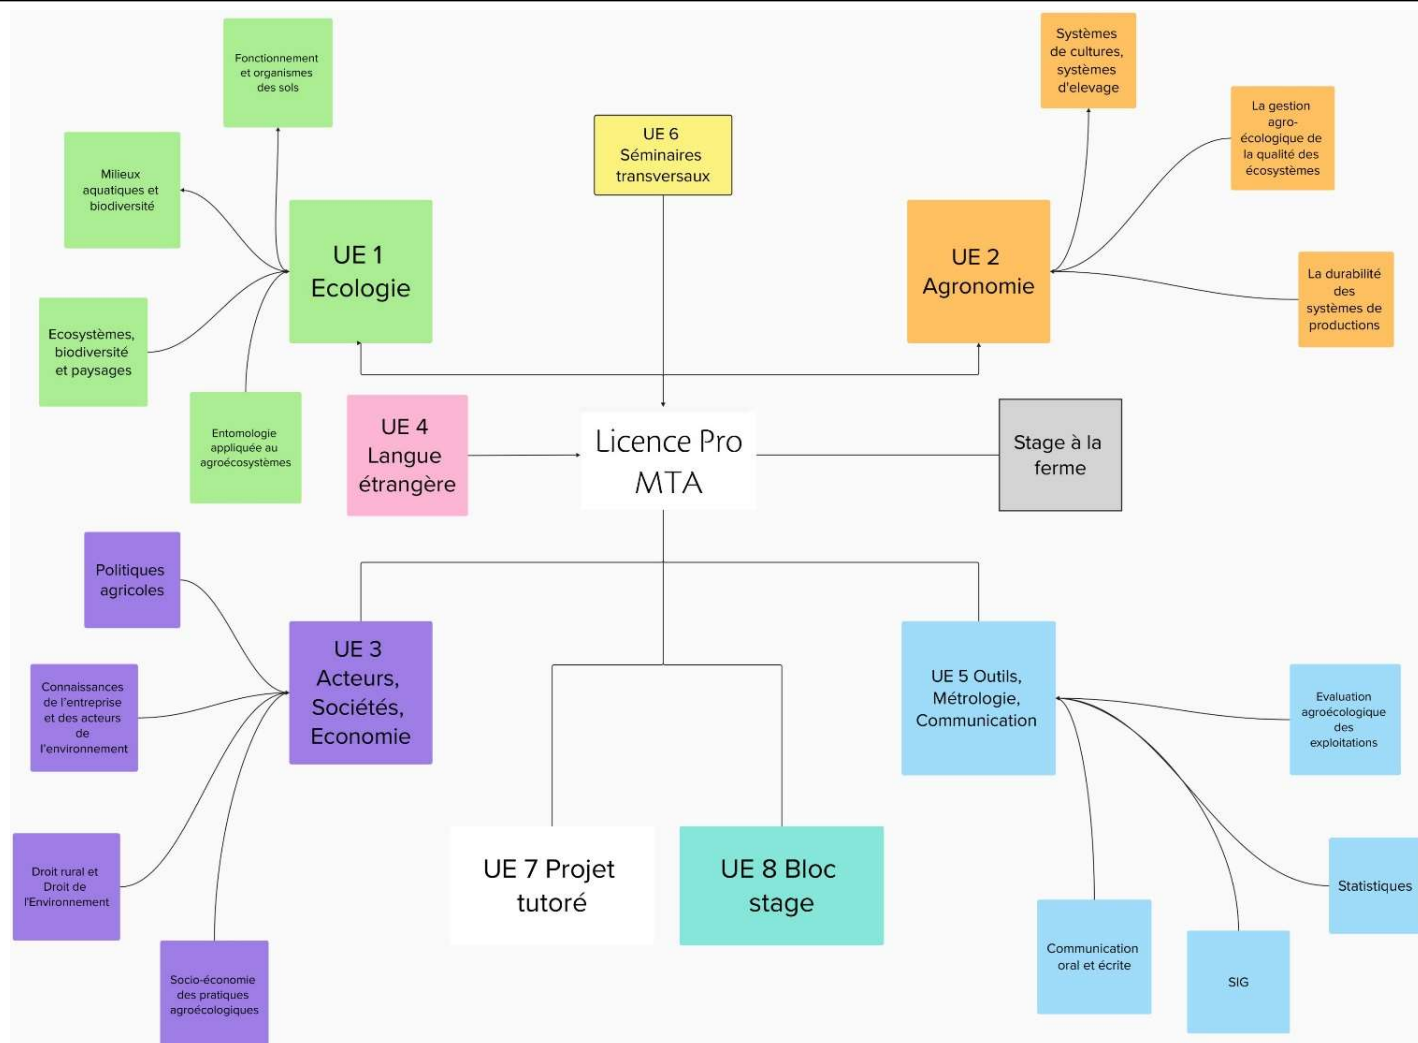 Fonctionnement
et organismes
des sols
Milieux
aquatiques et
biodiversité
Ecosystèmes,
biodiversité
et paysages
Entomologie
appliquée au
agroécosystèmes
UE 1
Ecologie
UE 6
Séminaires
transversaux
Systèmes
de cultures,
systèmes
d'elevage
La gestion
agro-
écologique de
la qualité des
écosystèmes
La durabilité
des
systèmes de
productions
UE 2
Agronomie
UE 4
Langue
étrangère
Licence Pro
MTA
Stage à la
ferme
Politiques
agricoles
Connaissances
de l'entreprise
et des acteurs
de
l'environnement
Droit rural et
Droit de
l'Environnement
Socio-économie
des pratiques
agroécologiques
UE 3
Acteurs,
Sociétés,
Economie
UE 5 Outils,
Métrologie,
Communication
Evaluation
agroécologique
des
exploitations
Statistiques
SIG
Communication
oral et écrite
UE 7 Projet
tutoré
UE 8 Bloc
stage